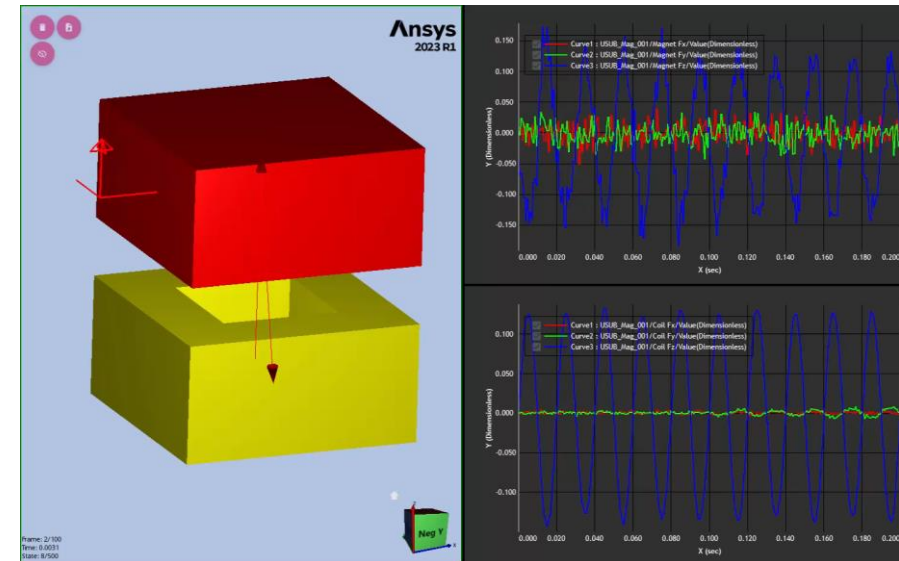 Ansys
2023 R1
Frame: 2/100
Time: 0.0031
State: 8/500
Neg Y
Curve1 : USUB_Mag_001/Magnet Fx/Value(Dimensionless)
Curve2 : USUB_Mag_001/Magnet Fy/Value(Dimensionless)
Curve3 : USUB_Mag_001/Magnet Fz/Value(Dimensionless)
Y (Dimensionless)
0.150
0.100
0.050
0.000
-0.050
-0.100
-0.150
0.000 0.020 0.040 0.060 0.080 0.100 0.120 0.140 0.160 0.180 0.200
X (sec)
Curve1 : USUB_Mag_001/Coil Fx/Value(Dimensionless)
Curve2 : USUB_Mag_001/Coil Fy/Value(Dimensionless)
Curve3 : USUB_Mag_001/Coil Fz/Value(Dimensionless)
Y (Dimensionless)
0.100
0.050
0.000
-0.050
-0.100
0.000 0.020 0.040 0.060 0.080 0.100 0.120 0.140 0.160 0.180 0.200
X (sec)